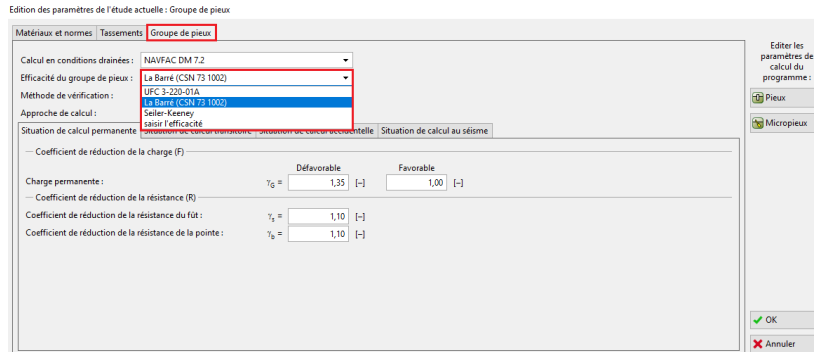 Edition des paramètres de l'étude actuelle : Groupe de pieux
Matériaux et normes Tassements Groupe de pieux
Calcul en conditions drainées : NAVFAC DM 7.2
Efficacité du groupe de pieux : La Barré (CSN 73 1002)
Méthode de vérification : UFC 3-220-01A
La Barré (CSN 73 1002)
Approche de calcul : Seiler-Keeney
saisir l'efficacité
Situation de calcul permanente Situation de calcul transitoire Situation de calcul accidentelle Situation de calcul au séisme
Coefficient de réduction de la charge (F)
Défavorable Favorable
Charge permanente : γG = 1,35 [–] 1,00 [–]
Coefficient de réduction de la résistance (R)
Coefficient de réduction de la résistance du fût : γs = 1,10 [–]
Coefficient de réduction de la résistance de la pointe : γb = 1,10 [–]
Editer les
paramètres de
calcul du
programme :
Pieux
Micropieux
OK
Annuler